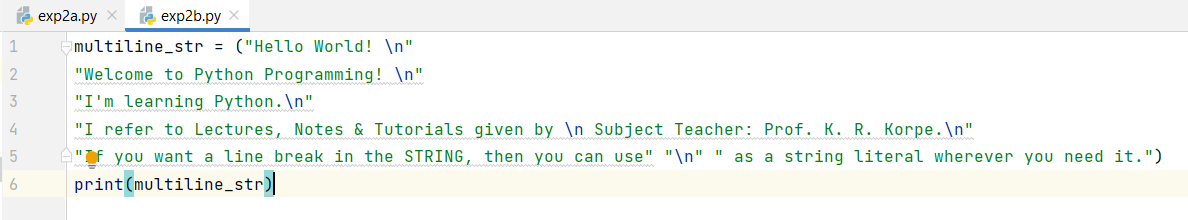 exp2a.py exp2b.py
1 multiline_str = ("Hello World! \n"
2 "Welcome to Python Programming! \n"
3 "I'm learning Python.\n"
4 "I refer to Lectures, Notes & Tutorials given by \n Subject Teacher: Prof. K. R. Korpe.\n"
5 "If you want a line break in the STRING, then you can use" "\n" " as a string literal wherever you need it.")
6 print(multiline_str)